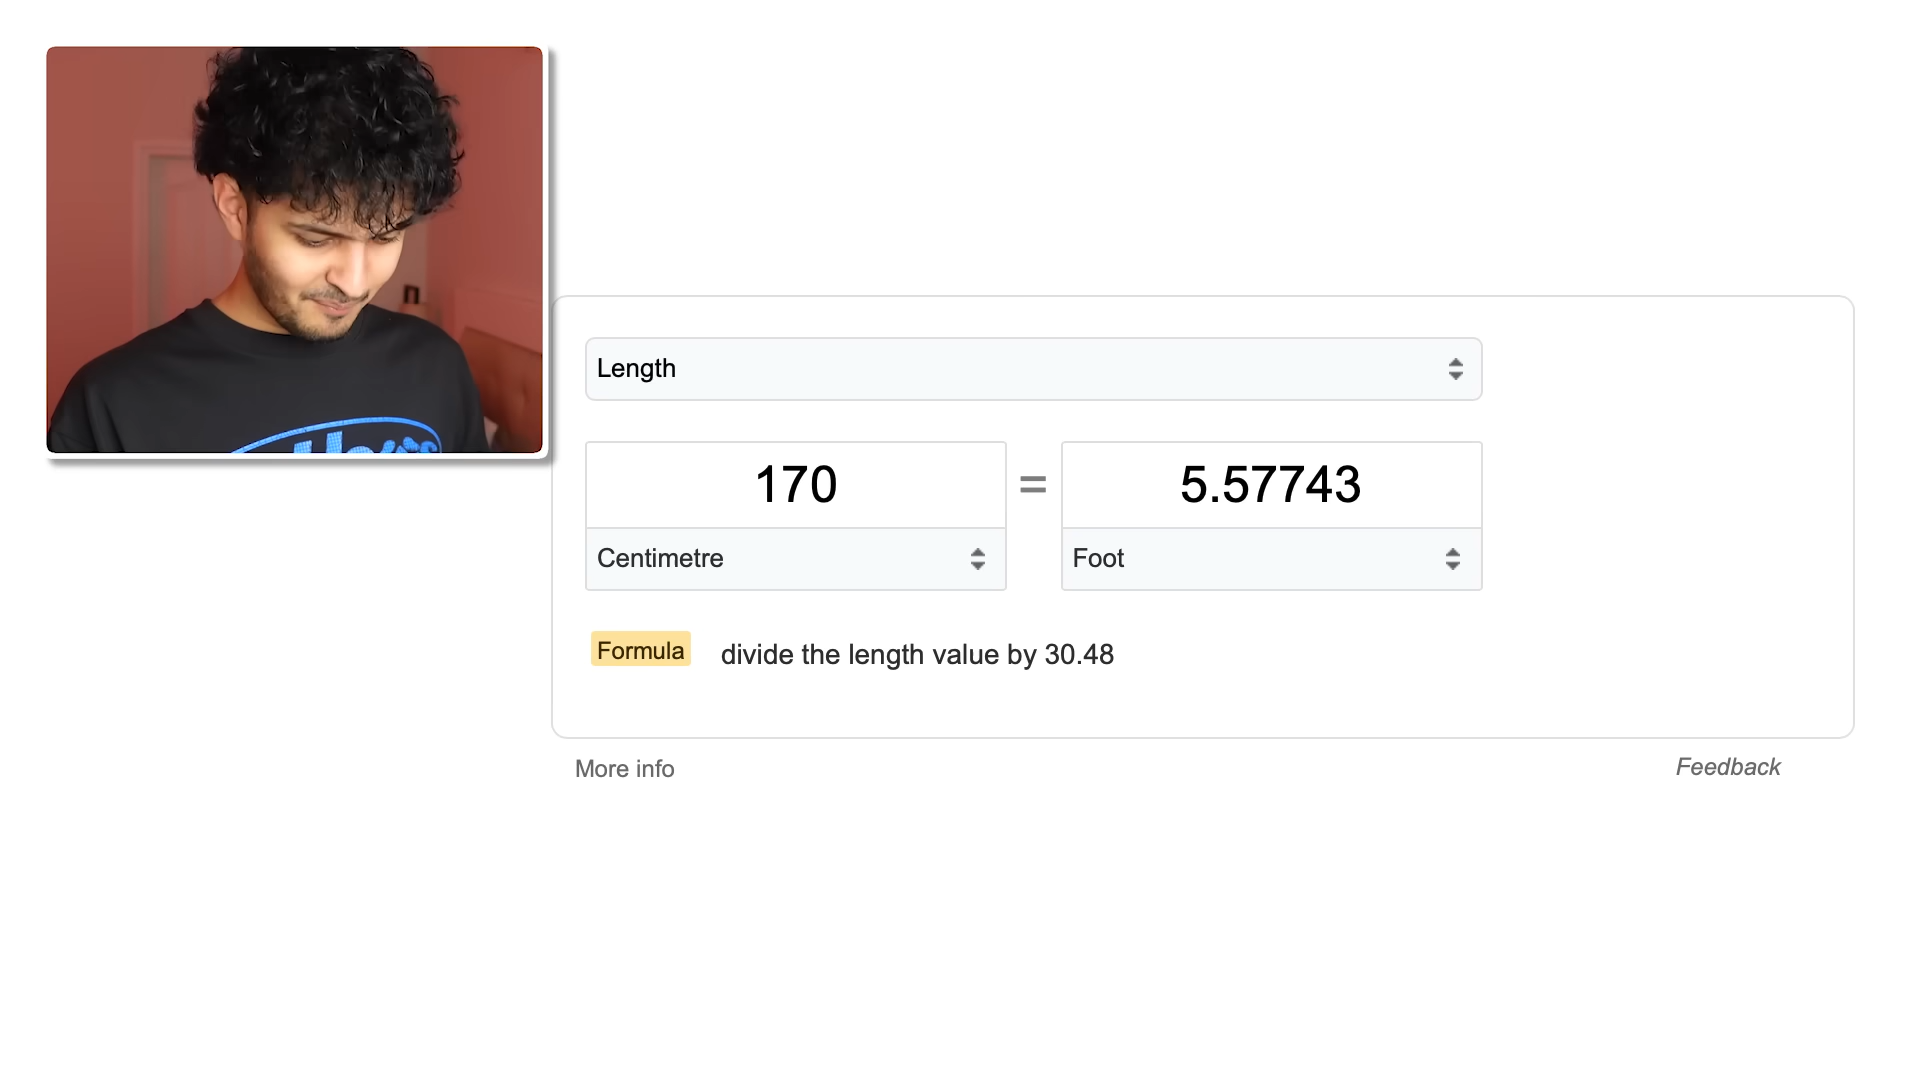 Length
170 = 5.57743
Centimetre Foot
Formula divide the length value by 30.48
More info Feedback